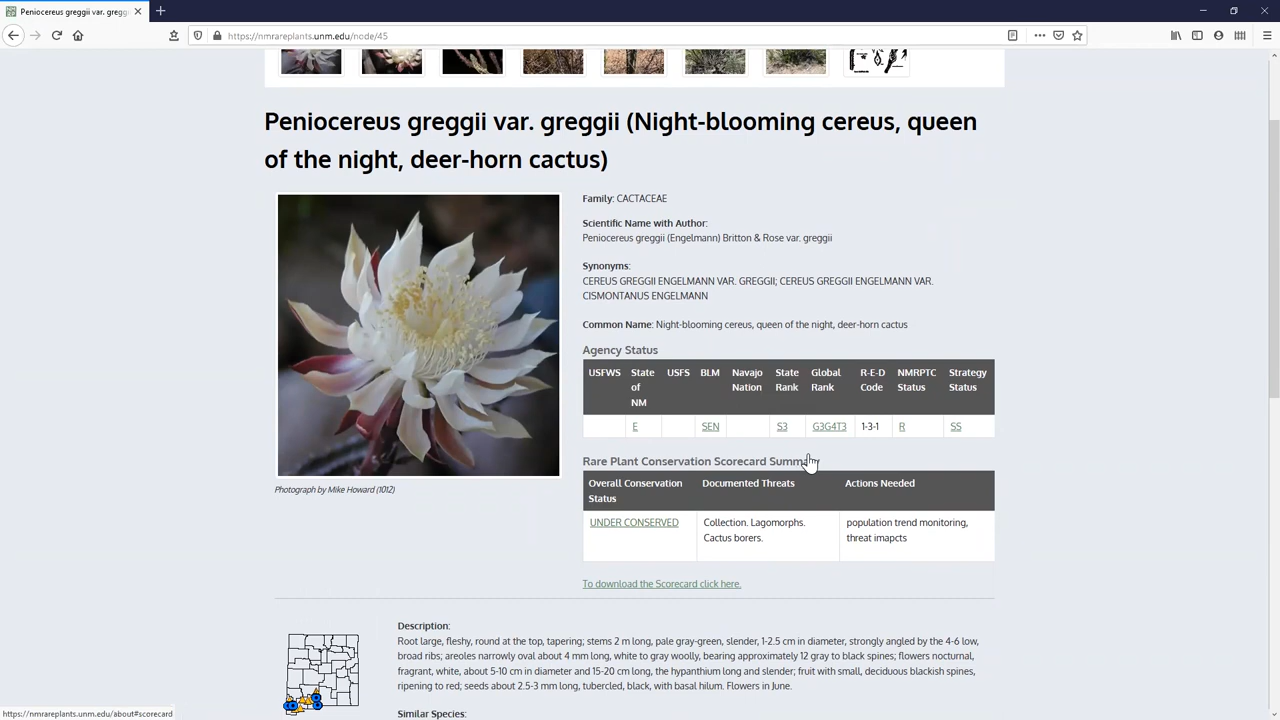 Peniocereus greggii var. greggi
https://nmrareplants.unm.edu/node/45
Peniocereus greggii var. greggii (Night-blooming cereus, queen
of the night, deer-horn cactus)
Family: CACTACEAE
Scientific Name with Author:
Peniocereus greggii (Engelmann) Britton & Rose var. greggii
Synonyms:
CEREUS GREGGII ENGELMANN VAR. GREGGII; CEREUS GREGGII ENGELMANN VAR.
CISMONTANUS ENGELMANN
Common Name: Night-blooming cereus, queen of the night, deer-horn cactus
Agency Status
USFWS State of NM USFS BLM Navajo Nation State Rank Global Rank R-E-D Code NMRPTC Status Strategy Status
E SEN S3 G3G4T3 1-3-1 R SS
Rare Plant Conservation Scorecard Summary
Overall Conservation Status Documented Threats Actions Needed
UNDER CONSERVED Collection. Lagomorphs. Cactus borers. population trend monitoring, threat imapcts
Photograph by Mike Howard (1012)
To download the Scorecard click here.
Description:
Root large, fleshy, round at the top, tapering; stems 2 m long, pale gray-green, slender, 1-2.5 cm in diameter, strongly angled by the 4-6 low,
broad ribs; areoles narrowly oval about 4 mm long, white to gray woolly, bearing approximately 12 gray to black spines; flowers nocturnal,
fragrant, white, about 5-10 cm in diameter and 15-20 cm long, the hypanthium long and slender; fruit with small, deciduous blackish spines,
ripening to red; seeds about 2.5-3 mm long, tubercled, black, with basal hilum. Flowers in June.
Similar Species:
https://nmrareplants.unm.edu/about#scorecard